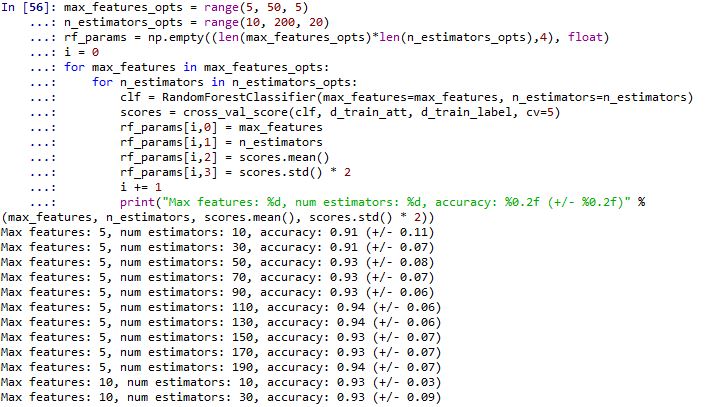 In [56]: max_features_opts = range(5, 50, 5)
...: n_estimators_opts = range(10, 200, 20)
...: rf_params = np.empty((len(max_features_opts)*len(n_estimators_opts),4), float)
...: i = 0
...: for max_features in max_features_opts:
...:     for n_estimators in n_estimators_opts:
...:         clf = RandomForestClassifier(max_features=max_features, n_estimators=n_estimators)
...:         scores = cross_val_score(clf, d_train_att, d_train_label, cv=5)
...:         rf_params[i,0] = max_features
...:         rf_params[i,1] = n_estimators
...:         rf_params[i,2] = scores.mean()
...:         rf_params[i,3] = scores.std() * 2
...:         i += 1
...:         print("Max features: %d, num estimators: %d, accuracy: %0.2f (+/- %0.2f)" %
(max_features, n_estimators, scores.mean(), scores.std() * 2))
Max features: 5, num estimators: 10, accuracy: 0.91 (+/- 0.11)
Max features: 5, num estimators: 30, accuracy: 0.91 (+/- 0.07)
Max features: 5, num estimators: 50, accuracy: 0.93 (+/- 0.08)
Max features: 5, num estimators: 70, accuracy: 0.93 (+/- 0.07)
Max features: 5, num estimators: 90, accuracy: 0.93 (+/- 0.06)
Max features: 5, num estimators: 110, accuracy: 0.94 (+/- 0.06)
Max features: 5, num estimators: 130, accuracy: 0.94 (+/- 0.06)
Max features: 5, num estimators: 150, accuracy: 0.93 (+/- 0.07)
Max features: 5, num estimators: 170, accuracy: 0.93 (+/- 0.07)
Max features: 5, num estimators: 190, accuracy: 0.94 (+/- 0.07)
Max features: 10, num estimators: 10, accuracy: 0.93 (+/- 0.03)
Max features: 10, num estimators: 30, accuracy: 0.93 (+/- 0.09)